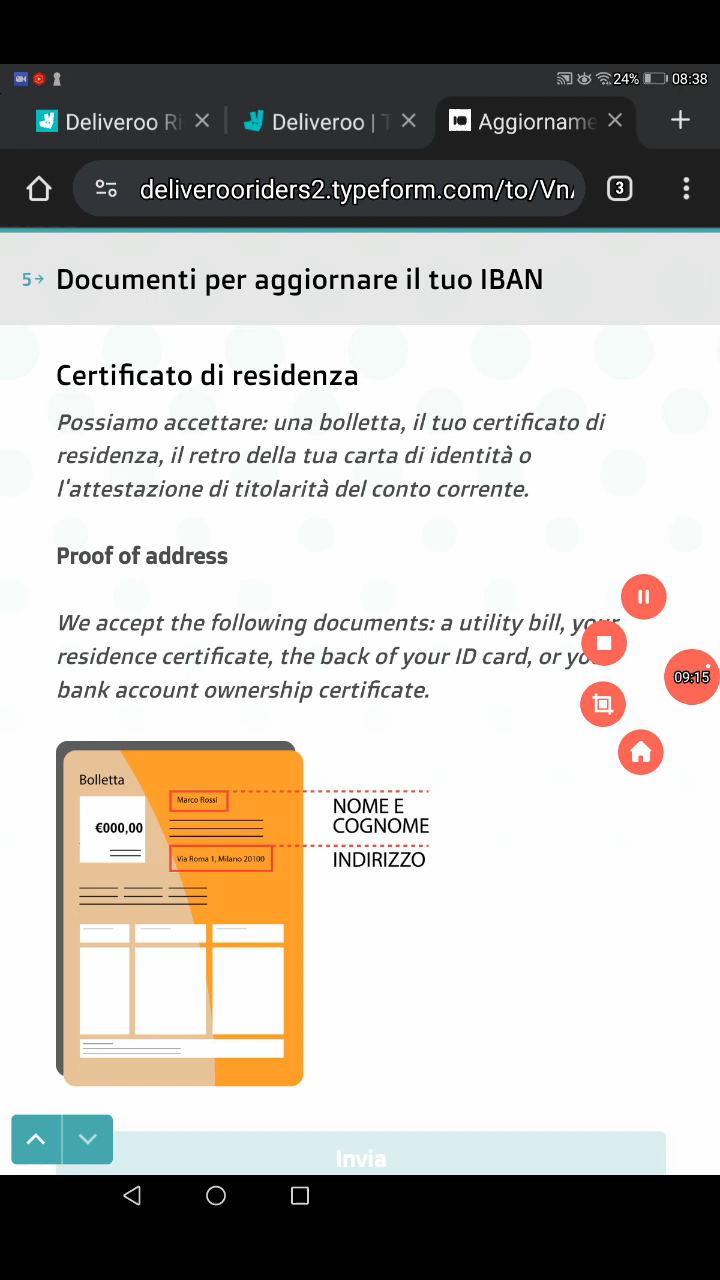 24% 08:38
Deliveroo Ri
Deliveroo | T
Aggiorname
deliverooriders2.typeform.com/to/Vn
3
5
Documenti per aggiornare il tuo IBAN
Certificato di residenza
Possiamo accettare: una bolletta, il tuo certificato di
residenza, il retro della tua carta di identità o
l'attestazione di titolarità del conto corrente.
Proof of address
We accept the following documents: a utility bill, your
residence certificate, the back of your ID card, or yo
bank account ownership certificate.
09:15
Bolletta
€000,00
Marco Rossi
Via Roma 1, Milano 20100
NOME E
COGNOME
INDIRIZZO
Invia